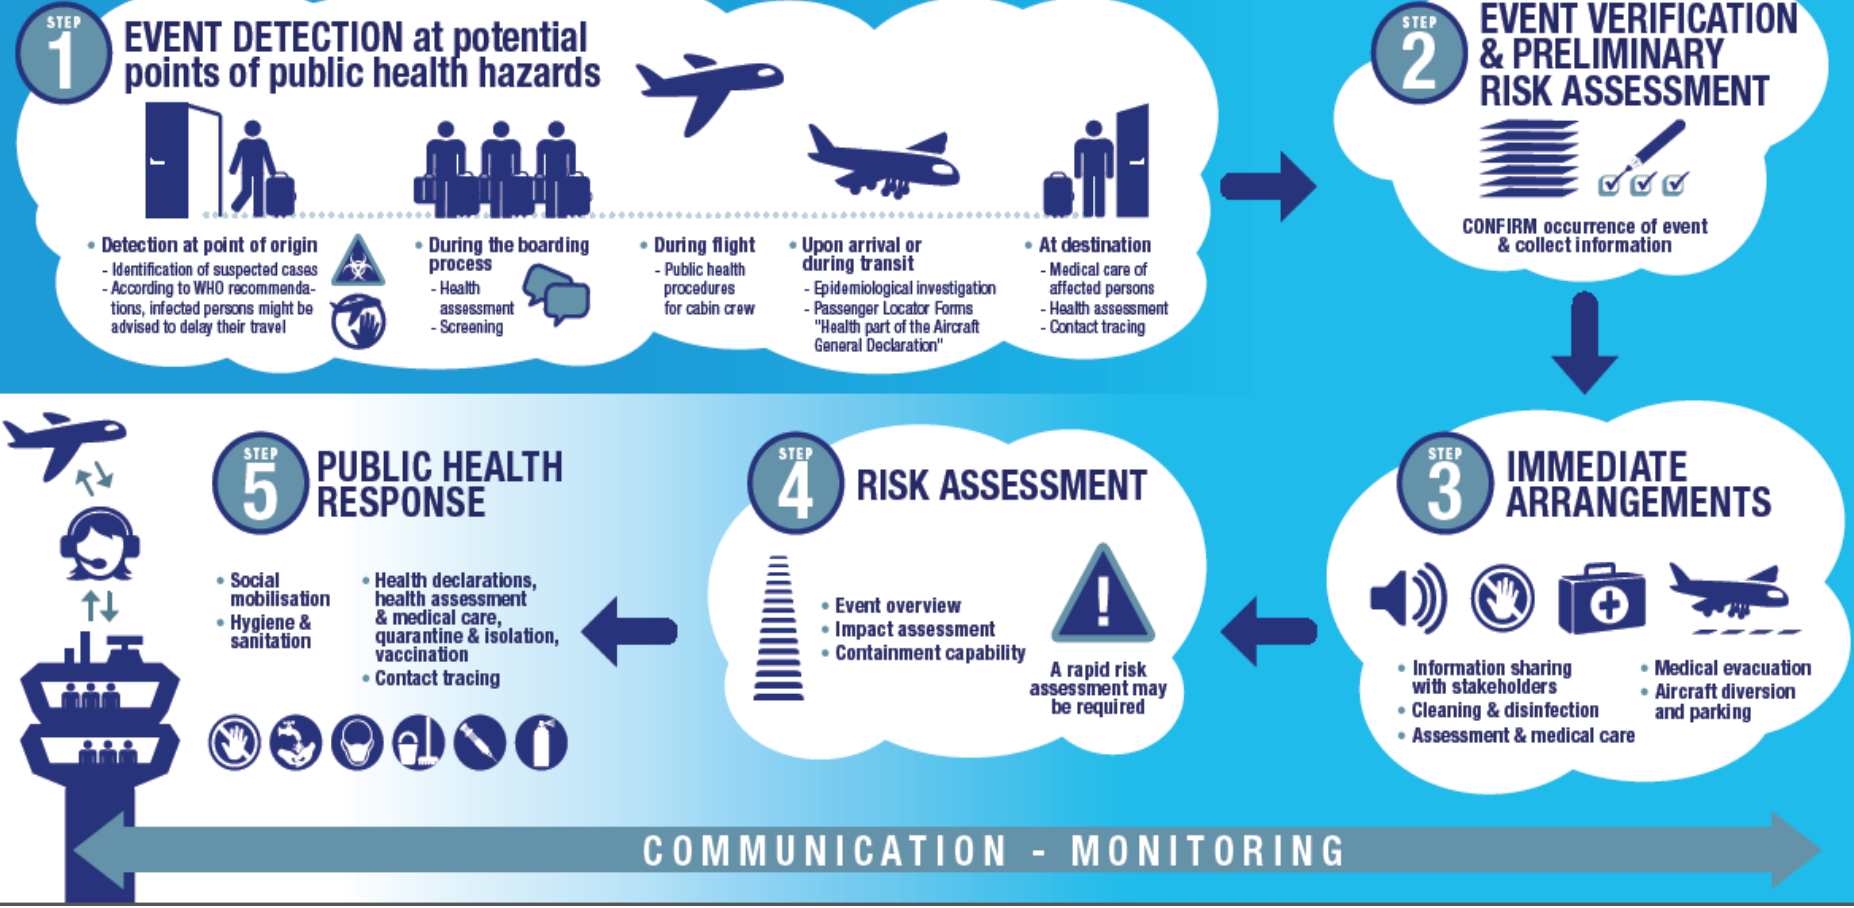 STEP
1
EVENT DETECTION at potential
points of public health hazards
• Detection at point of origin
- Identification of suspected cases
- According to WHO recommenda-
tions, infected persons might be
advised to delay their travel
• During the boarding
process
- Health
assessment
- Screening
• During flight
- Public health
procedures
for cabin crew
• Upon arrival or
during transit
- Epidemiological investigation
- Passenger Locator Forms
"Health part of the Aircraft
General Declaration"
• At destination
- Medical care of
affected persons
- Health assessment
- Contact tracing
STEP
2
EVENT VERIFICATION
& PRELIMINARY
RISK ASSESSMENT
CONFIRM occurrence of event
& collect information
STEP
3
IMMEDIATE
ARRANGEMENTS
• Information sharing
with stakeholders
• Cleaning & disinfection
• Assessment & medical care
• Medical evacuation
• Aircraft diversion
and parking
STEP
4
RISK ASSESSMENT
• Event overview
• Impact assessment
• Containment capability
A rapid risk
assessment may
be required
STEP
5
PUBLIC HEALTH
RESPONSE
• Social
mobilisation
• Hygiene &
sanitation
• Health declarations,
health assessment
& medical care,
quarantine & isolation,
vaccination
• Contact tracing
COMMUNICATION - MONITORING